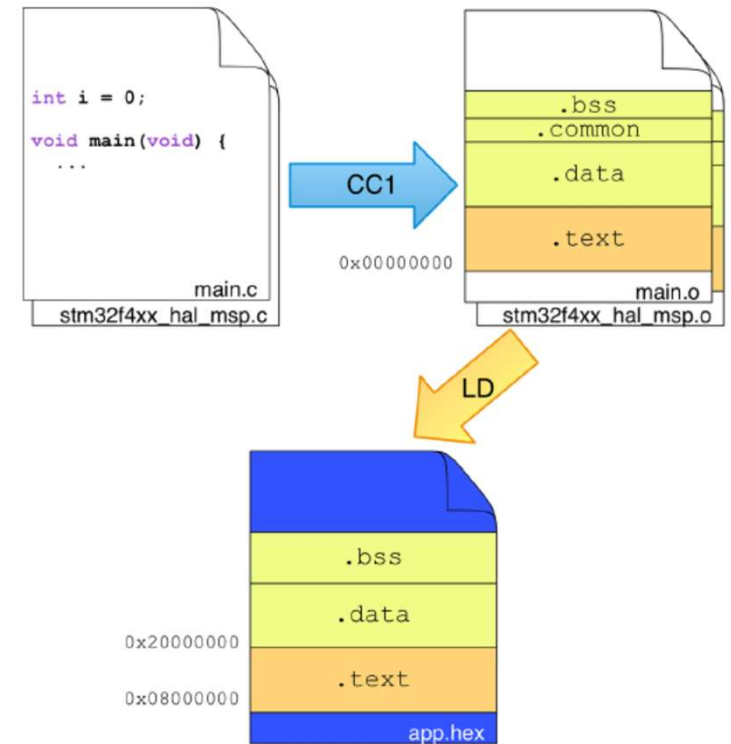 int i = 0;
void main(void) {
...
main.c
stm32f4xx_hal_msp.c
CC1
.bss
.common
.data
.text
0x00000000
main.o
stm32f4xx_hal_msp.o
LD
.bss
.data
0x20000000
.text
0x08000000
app.hex